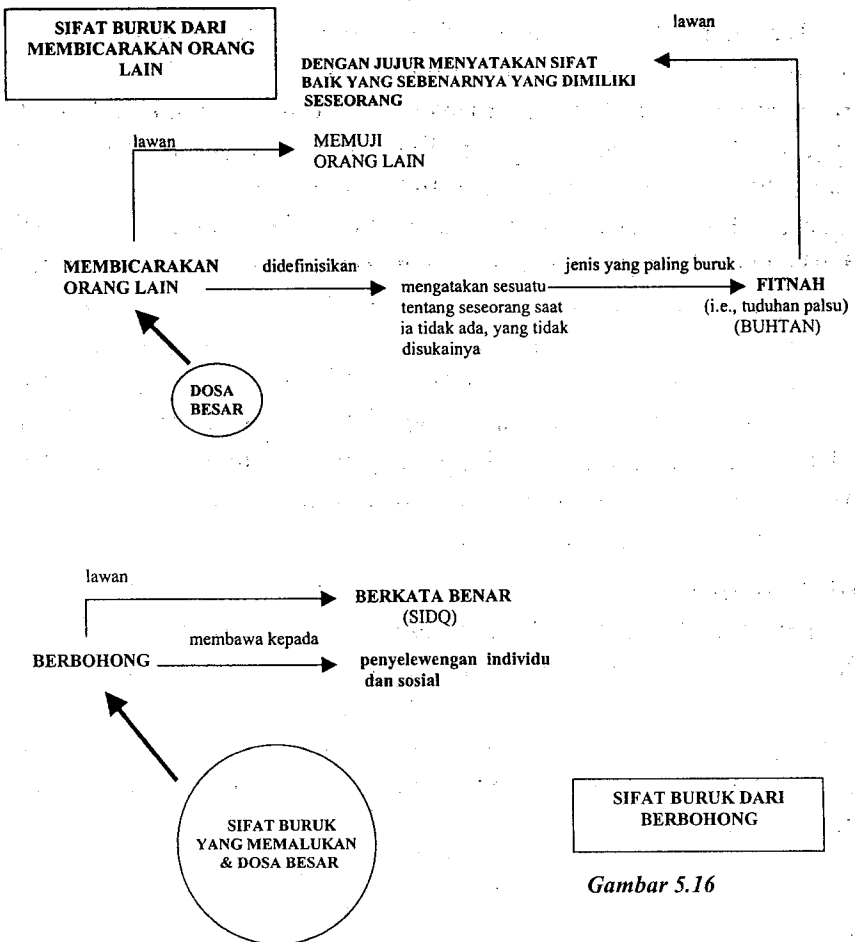 SIFAT BURUK DARI
MEMBICARAKAN ORANG
LAIN
lawan
DENGAN JUJUR MENYATAKAN SIFAT
BAIK YANG SEBENARNYA YANG DIMILIKI
SESEORANG
lawan
MEMUJI
ORANG LAIN
MEMBICARAKAN
ORANG LAIN
didefinisikan
mengatakan sesuatu
tentang seseorang saat
ia tidak ada, yang tidak
disukainya
jenis yang paling buruk
FITNAH
(i.e., tuduhan palsu)
(BUHTAN)
DOSA
BESAR
lawan
BERKATA BENAR
(SIDQ)
BERBOHONG
membawa kepada
penyelewengan individu
dan sosial
SIFAT BURUK
YANG MEMALUKAN
& DOSA BESAR
SIFAT BURUK DARI
BERBOHONG
Gambar 5.16